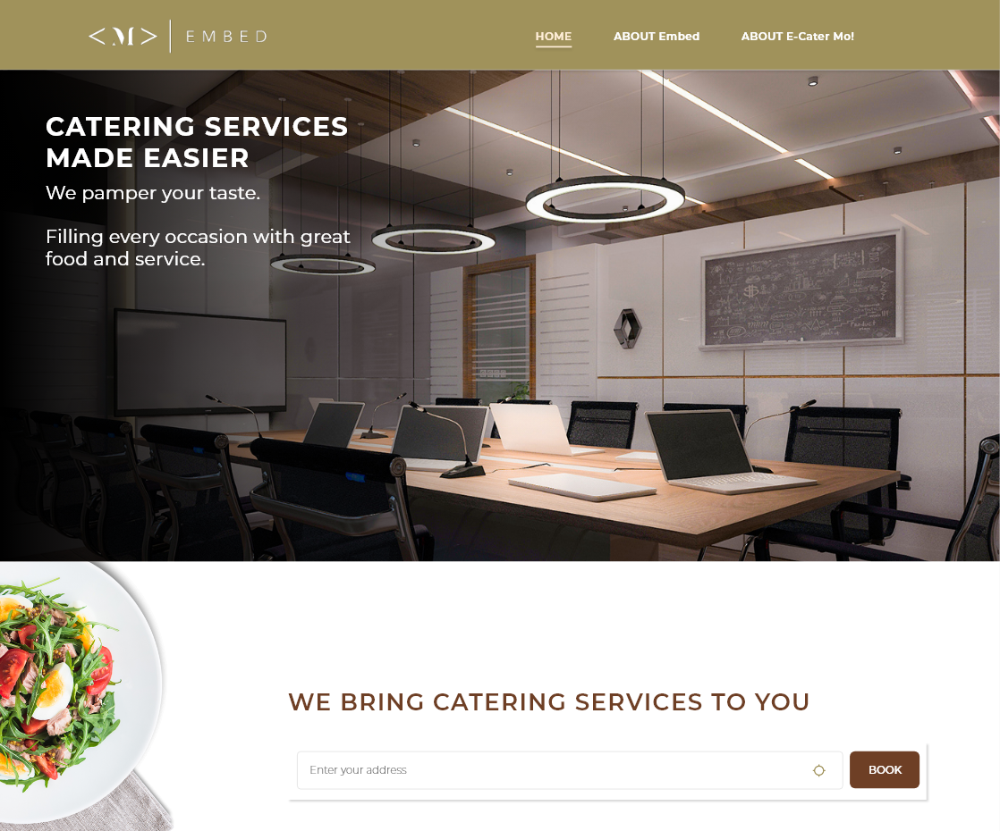 <M> | EMBED
HOME ABOUT Embed ABOUT E-Cater Mo!
CATERING SERVICES
MADE EASIER
We pamper your taste.
Filling every occasion with great
food and service.
WE BRING CATERING SERVICES TO YOU
Enter your address
BOOK